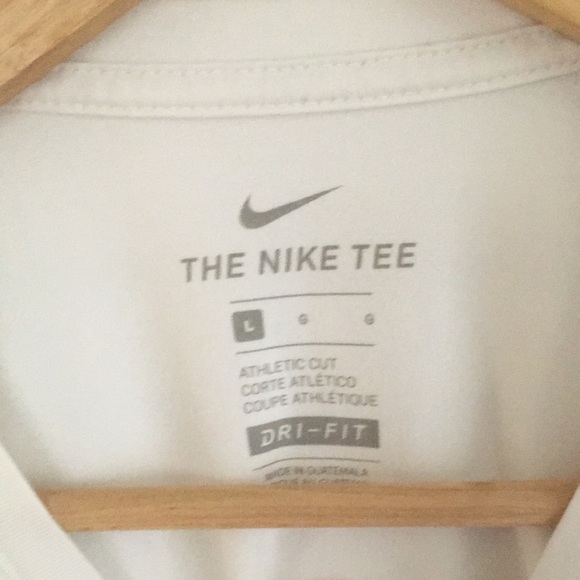 THE NIKE TEE
L G G
ATHLETIC CUT
CORTE ATLÉTICO
COUPE ATHLÉTIQUE
DRI-FIT
MADE IN GUATEMALA